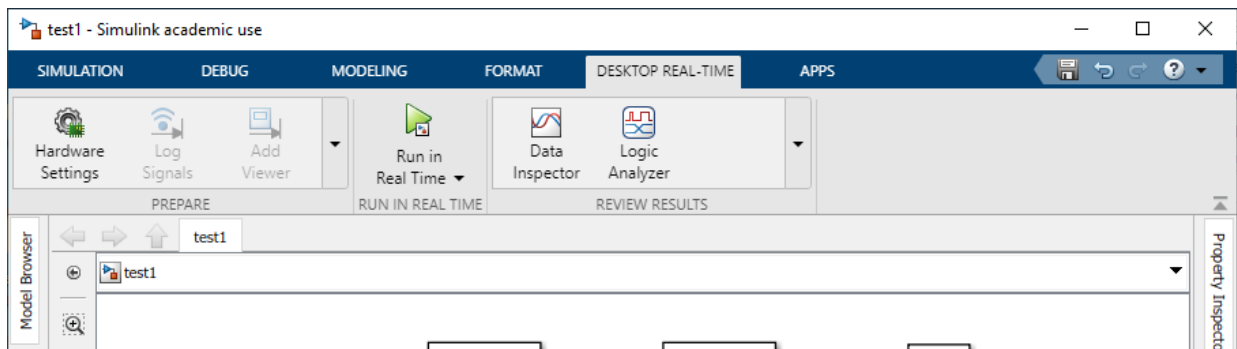 test1 - Simulink academic use
SIMULATION DEBUG MODELING FORMAT DESKTOP REAL-TIME APPS
Hardware Settings
Log Signals
Add Viewer
Run in Real Time
Data Inspector
Logic Analyzer
PREPARE RUN IN REAL TIME REVIEW RESULTS
Model Browser
test1
test1
Property Inspecto